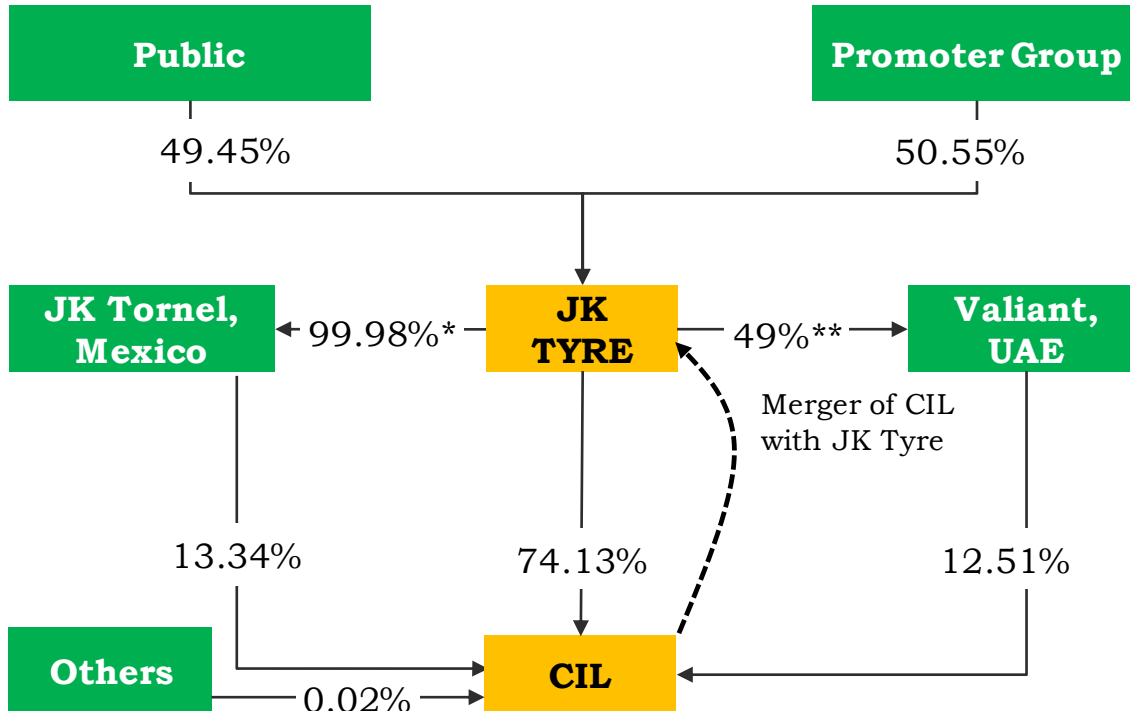 Public
Promoter Group
49.45%
50.55%
JK Tornel,
Mexico
99.98%*
JK
TYRE
49%**
Valiant,
UAE
Merger of CIL
with JK Tyre
13.34%
74.13%
12.51%
Others
0.02%
CIL